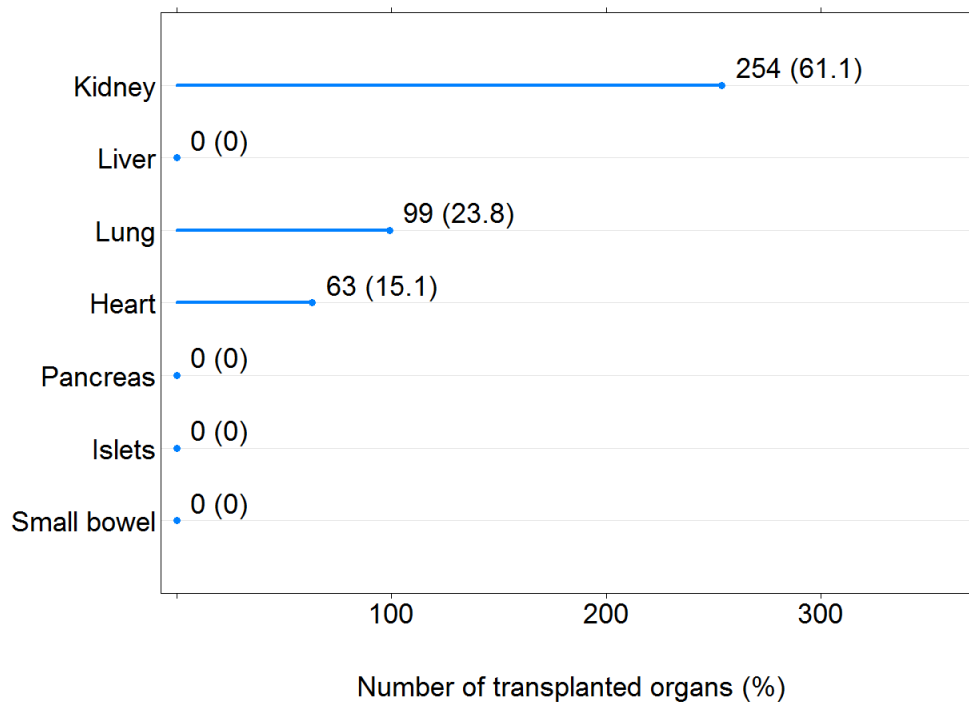 Kidney 254 (61.1)
Liver 0 (0)
Lung 99 (23.8)
Heart 63 (15.1)
Pancreas 0 (0)
Islets 0 (0)
Small bowel 0 (0)
100 200 300
Number of transplanted organs (%)